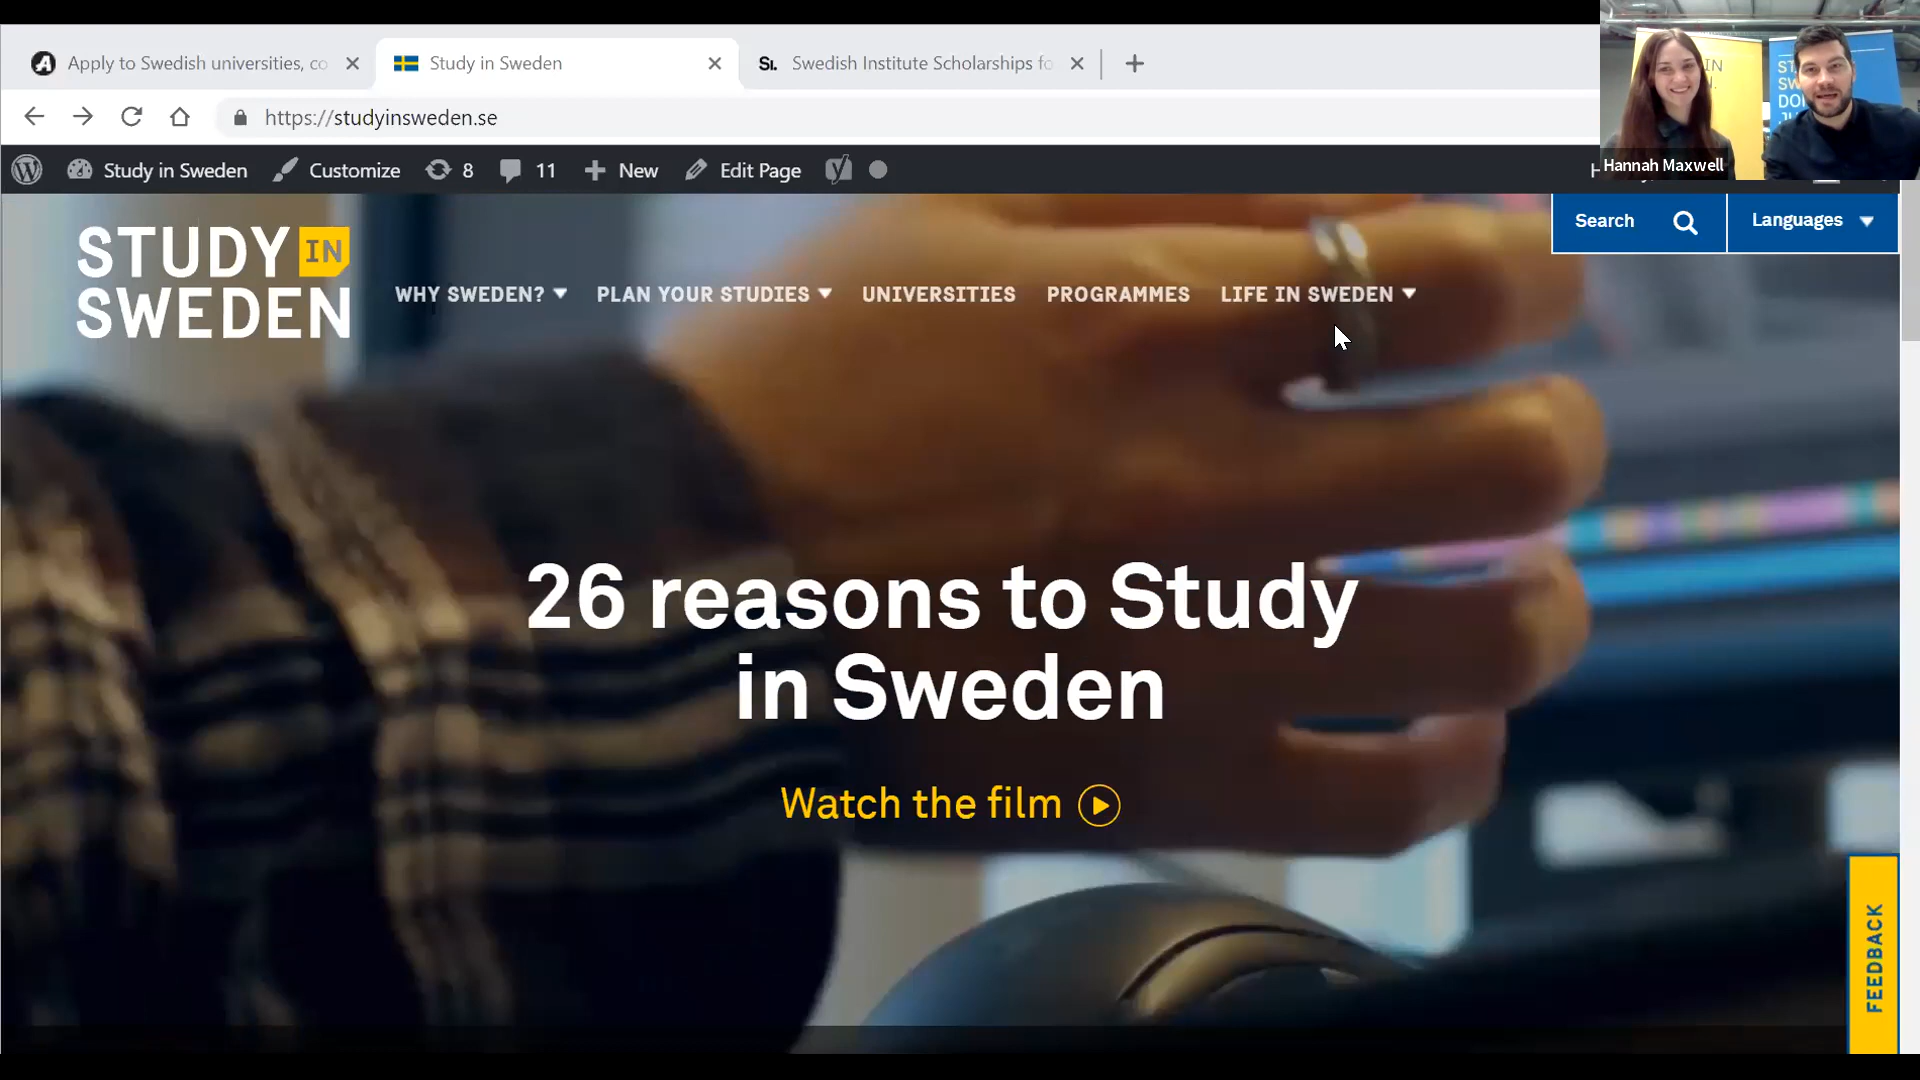 Apply to Swedish universities, co
Study in Sweden
Si.
Swedish Institute Scholarships fo
https://studyinsweden.se
Study in Sweden
Customize
8
11
New
Edit Page
Hannah Maxwell
Search
Languages
STUDY IN
SWEDEN
WHY SWEDEN?
PLAN YOUR STUDIES
UNIVERSITIES
PROGRAMMES
LIFE IN SWEDEN
26 reasons to Study
in Sweden
Watch the film
FEEDBACK